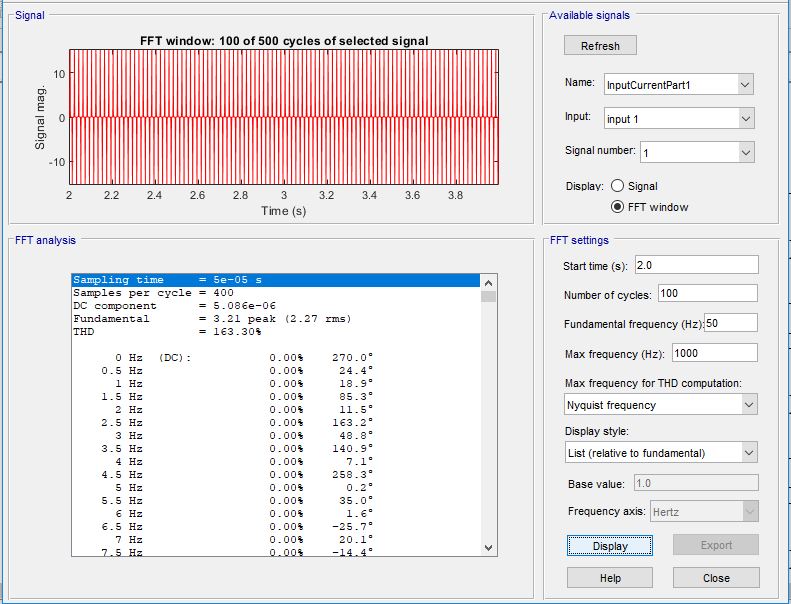 Signal
FFT window: 100 of 500 cycles of selected signal
Signal mag.
10
0
-10
2 2.2 2.4 2.6 2.8 3 3.2 3.4 3.6 3.8
Time (s)
Available signals
Refresh
Name: InputCurrentPart1
Input: input 1
Signal number: 1
Display: Signal
FFT window
FFT analysis
Sampling time = 5e-05 s
Samples per cycle = 400
DC component = 5.086e-06
Fundamental = 3.21 peak (2.27 rms)
THD = 163.30%
0 Hz (DC): 0.00% 270.0°
0.5 Hz 0.00% 24.4°
1 Hz 0.00% 18.9°
1.5 Hz 0.00% 85.3°
2 Hz 0.00% 11.5°
2.5 Hz 0.00% 163.2°
3 Hz 0.00% 48.8°
3.5 Hz 0.00% 140.9°
4 Hz 0.00% 7.1°
4.5 Hz 0.00% 258.3°
5 Hz 0.00% 0.2°
5.5 Hz 0.00% 35.0°
6 Hz 0.00% 1.6°
6.5 Hz 0.00% -25.7°
7 Hz 0.00% 20.1°
7.5 Hz 0.00% -14.4°
FFT settings
Start time (s): 2.0
Number of cycles: 100
Fundamental frequency (Hz): 50
Max frequency (Hz): 1000
Max frequency for THD computation:
Nyquist frequency
Display style:
List (relative to fundamental)
Base value: 1.0
Frequency axis: Hertz
Display Export
Help Close